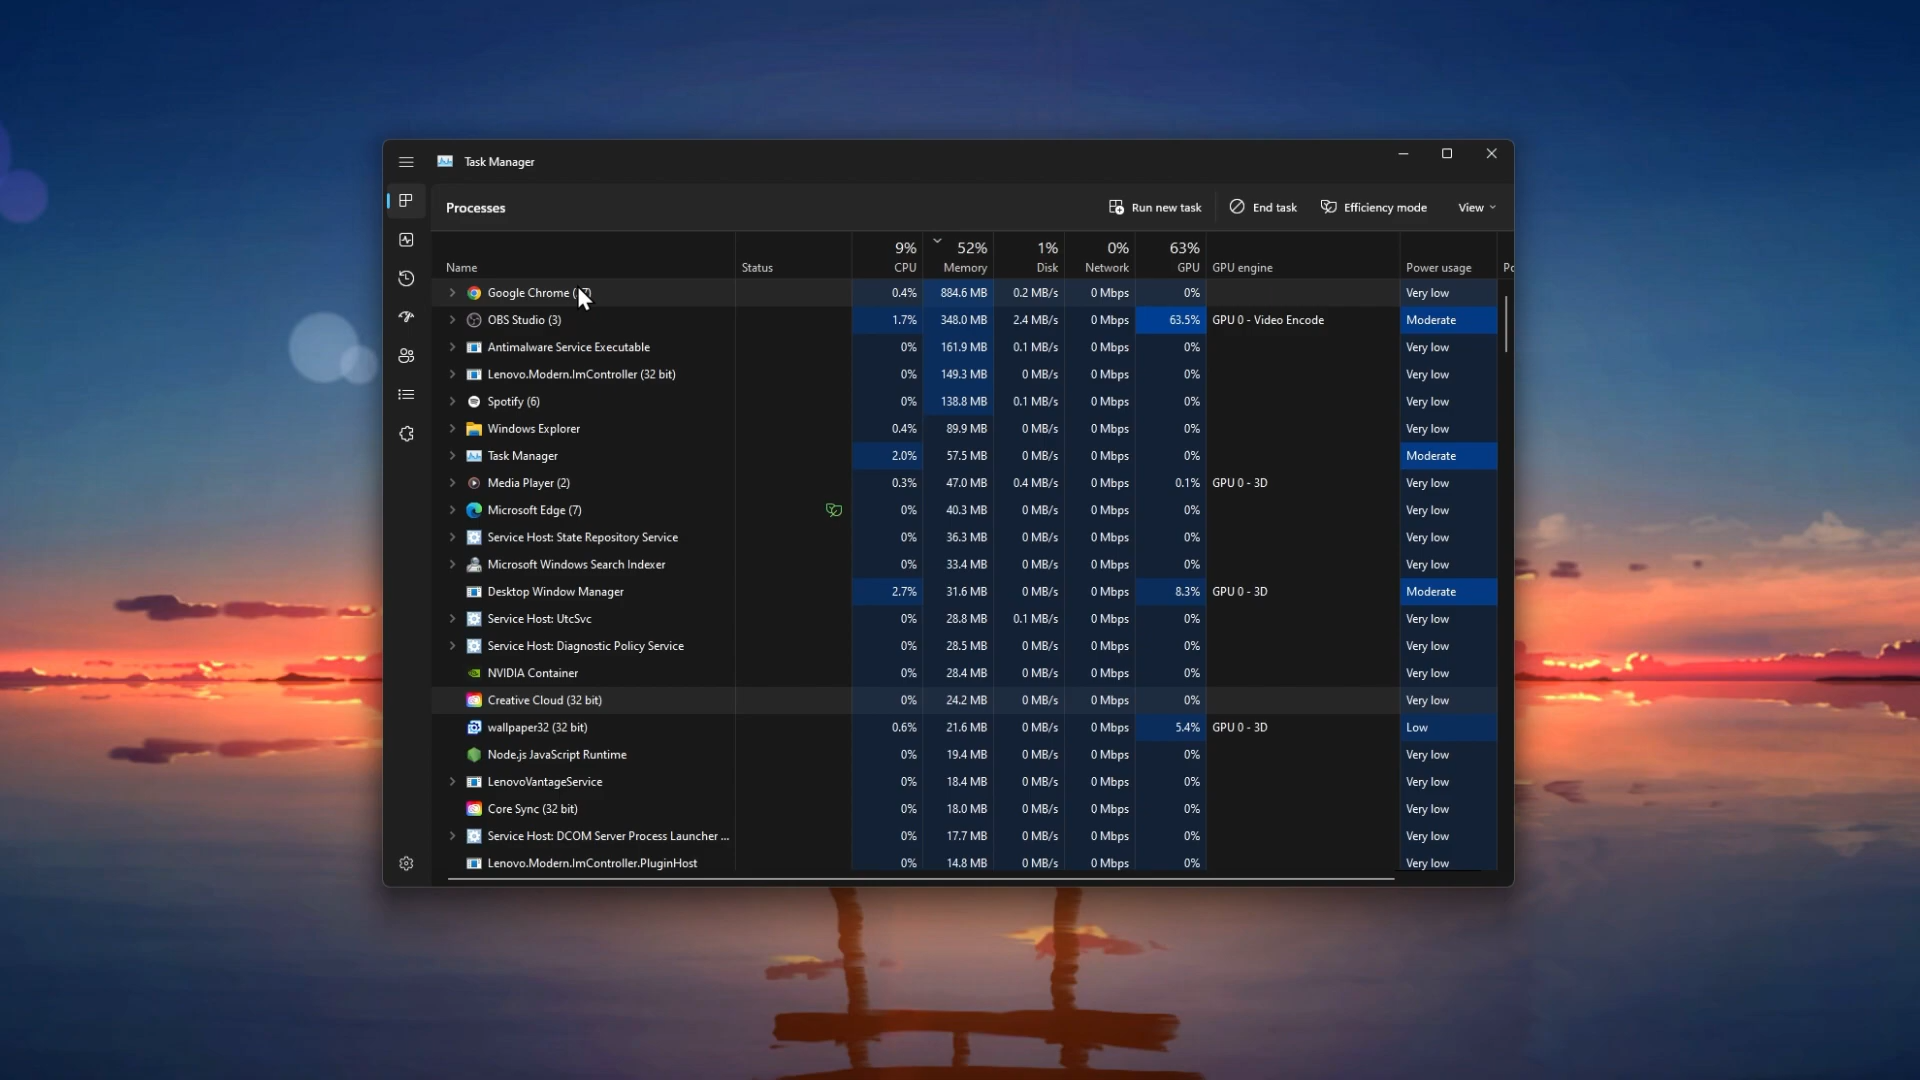 Task Manager
Processes Run new task End task Efficiency mode View
9% 52% 1% 0% 63%
Name Status CPU Memory Disk Network GPU GPU engine Power usage Po
Google Chrome 0.4% 884.6 MB 0.2 MB/s 0 Mbps 0% Very low
OBS Studio (3) 1.7% 348.0 MB 2.4 MB/s 0 Mbps 63.5% GPU 0 - Video Encode Moderate
Antimalware Service Executable 0% 161.9 MB 0.1 MB/s 0 Mbps 0% Very low
Lenovo.Modern.ImController (32 bit) 0% 149.3 MB 0 MB/s 0 Mbps 0% Very low
Spotify (6) 0% 138.8 MB 0.1 MB/s 0 Mbps 0% Very low
Windows Explorer 0.4% 89.9 MB 0 MB/s 0 Mbps 0% Very low
Task Manager 2.0% 57.5 MB 0 MB/s 0 Mbps 0% Moderate
Media Player (2) 0.3% 47.0 MB 0.4 MB/s 0 Mbps 0.1% GPU 0 - 3D Very low
Microsoft Edge (7) 0% 40.3 MB 0 MB/s 0 Mbps 0% Very low
Service Host: State Repository Service 0% 36.3 MB 0 MB/s 0 Mbps 0% Very low
Microsoft Windows Search Indexer 0% 33.4 MB 0 MB/s 0 Mbps 0% Very low
Desktop Window Manager 2.7% 31.6 MB 0 MB/s 0 Mbps 8.3% GPU 0 - 3D Moderate
Service Host: UtcSvc 0% 28.8 MB 0.1 MB/s 0 Mbps 0% Very low
Service Host: Diagnostic Policy Service 0% 28.5 MB 0 MB/s 0 Mbps 0% Very low
NVIDIA Container 0% 28.4 MB 0 MB/s 0 Mbps 0% Very low
Creative Cloud (32 bit) 0% 24.2 MB 0 MB/s 0 Mbps 0% Very low
wallpaper32 (32 bit) 0.6% 21.6 MB 0 MB/s 0 Mbps 5.4% GPU 0 - 3D Low
Node.js JavaScript Runtime 0% 19.4 MB 0 MB/s 0 Mbps 0% Very low
LenovoVantageService 0% 18.4 MB 0 MB/s 0 Mbps 0% Very low
Core Sync (32 bit) 0% 18.0 MB 0 MB/s 0 Mbps 0% Very low
Service Host: DCOM Server Process Launcher ... 0% 17.7 MB 0 MB/s 0 Mbps 0% Very low
Lenovo.Modern.ImController.PluginHost 0% 14.8 MB 0 MB/s 0 Mbps 0% Very low